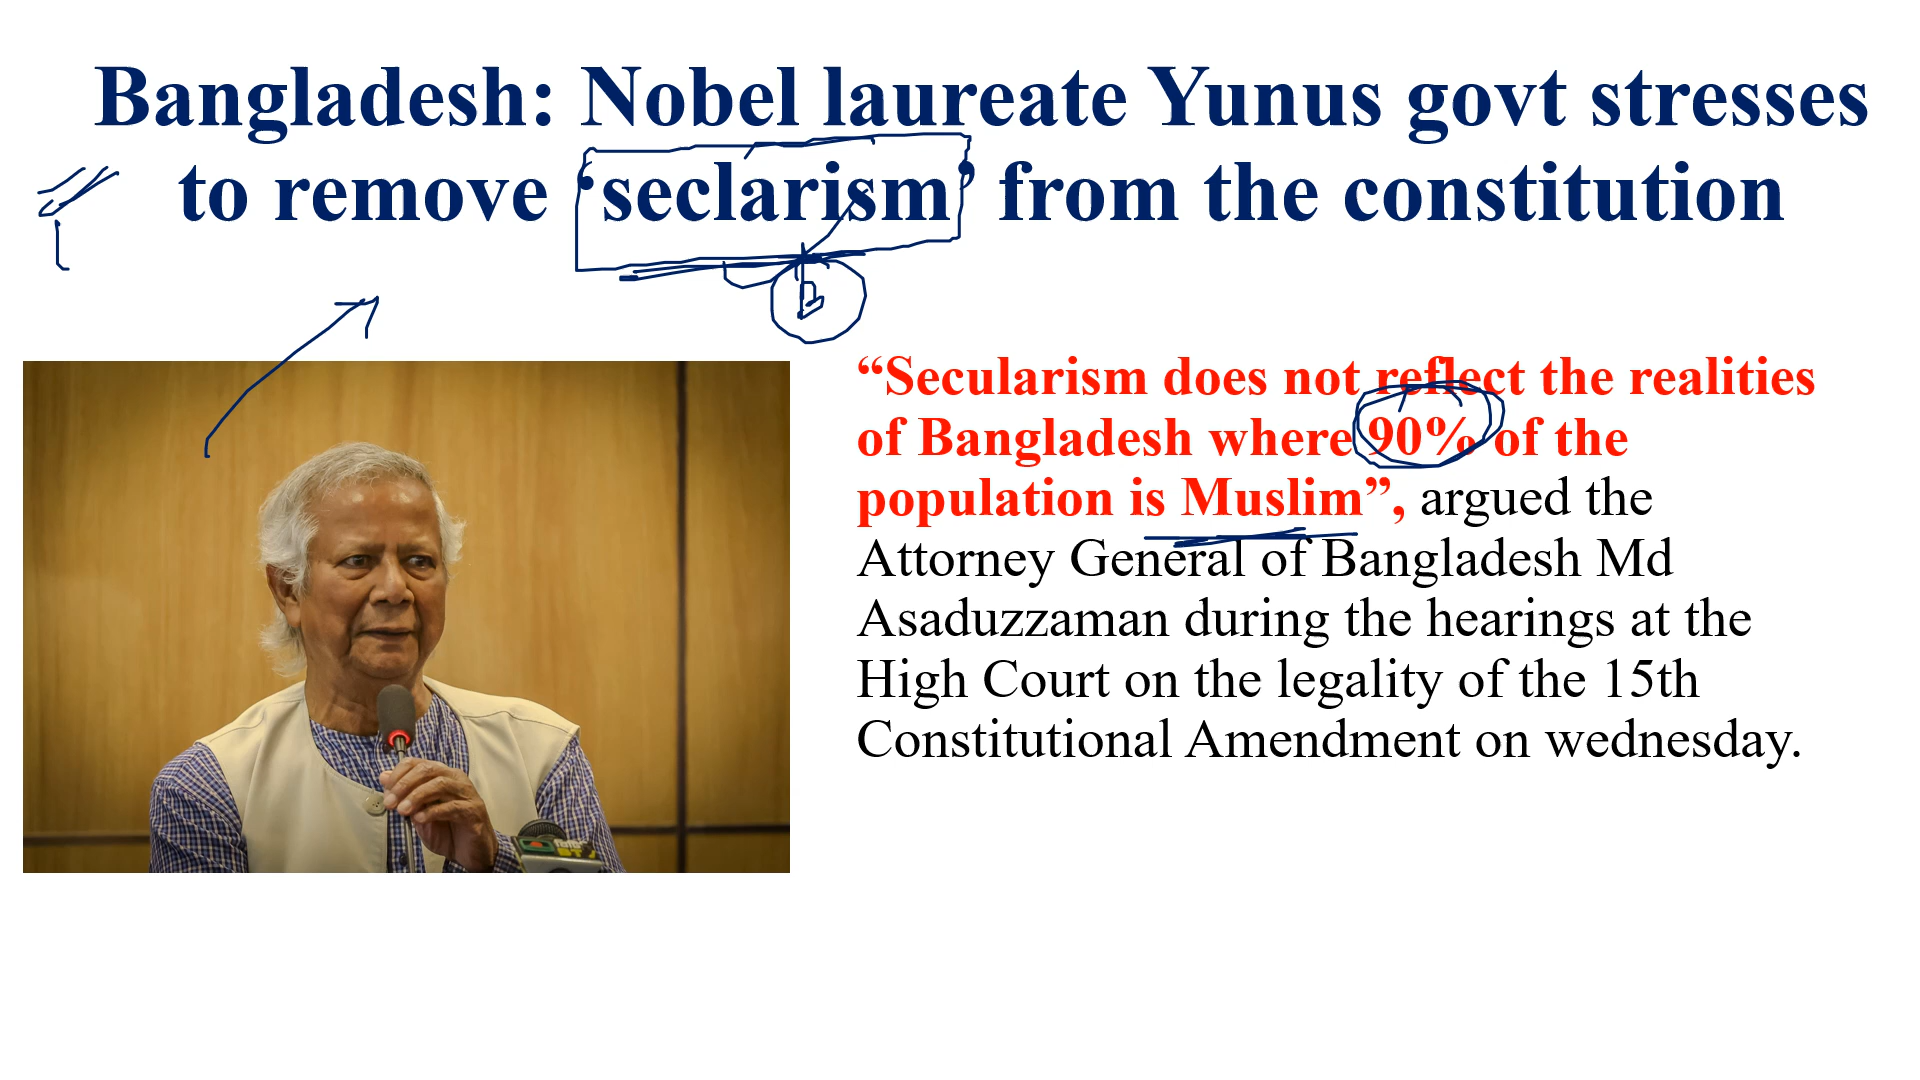 Bangladesh: Nobel laureate Yunus govt stresses
to remove ‘seclarism’ from the constitution
“Secularism does not reflect the realities
of Bangladesh where 90% of the
population is Muslim”, argued the
Attorney General of Bangladesh Md
Asaduzzaman during the hearings at the
High Court on the legality of the 15th
Constitutional Amendment on wednesday.